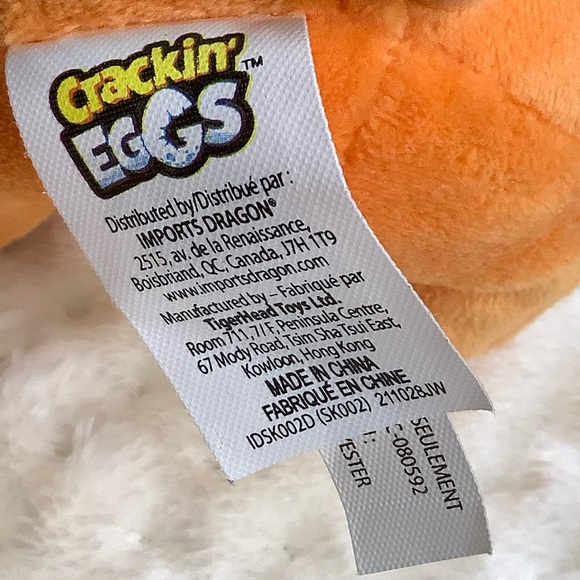 Crackin'™
EGGS
Distributed by/Distribué par :
IMPORTS DRAGON®
2515, av. de la Renaissance,
Boisbriand, QC, Canada, J7H 1T9
www.importsdragon.com
Manufactured by – Fabriqué par
TigerHead Toys Ltd.
Room 711, 7/F, Peninsula Centre,
67 Mody Road, Tsim Sha Tsui East,
Kowloon, Hong Kong
MADE IN CHINA
FABRIQUÉ EN CHINE
IDSK002D (SK002) 211028JW
SEULEMENT
-080592
ESTER